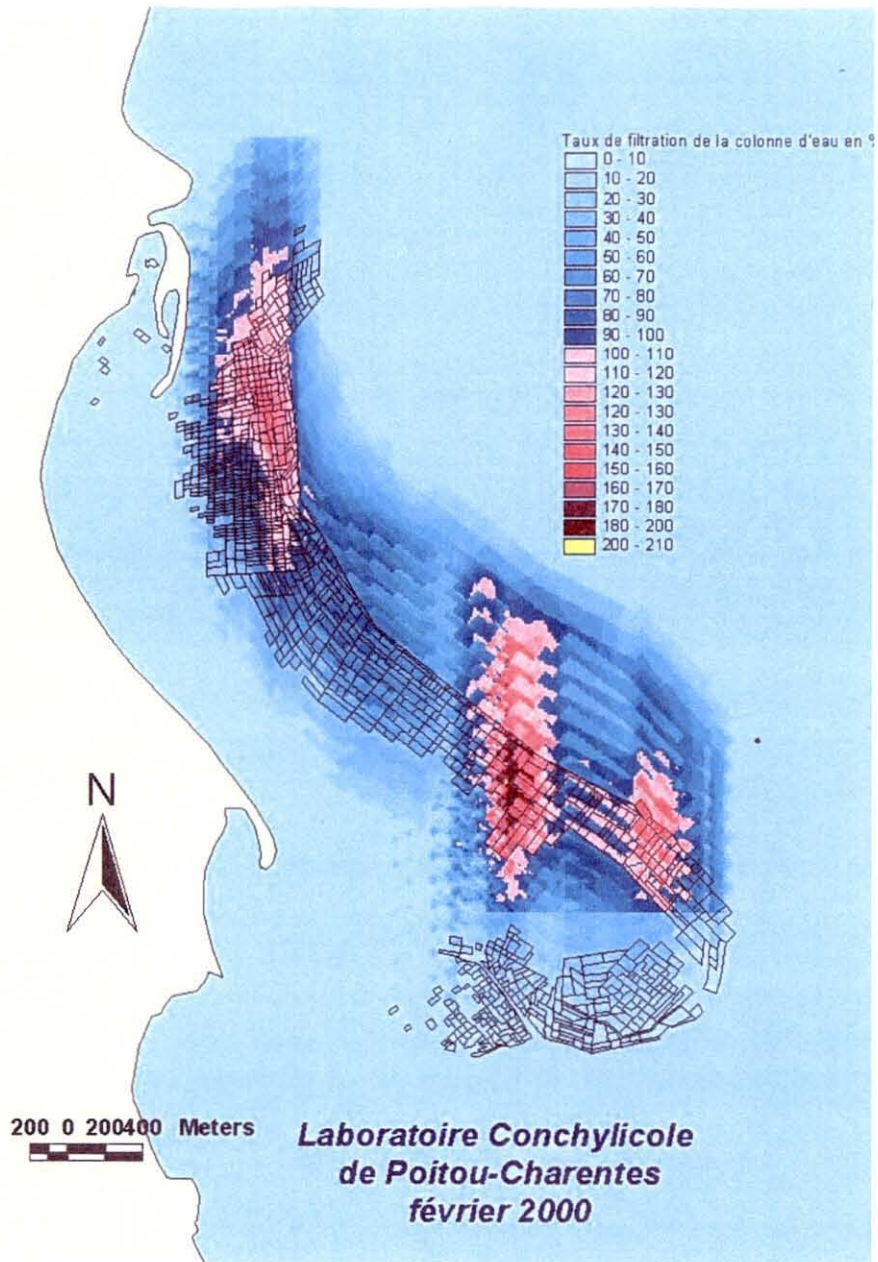 Taux de filtration de la colonne d'eau en %
0 - 10
10 - 20
20 - 30
30 - 40
40 - 50
50 - 60
60 - 70
70 - 80
80 - 90
90 - 100
100 - 110
110 - 120
120 - 130
120 - 130
130 - 140
140 - 150
150 - 160
160 - 170
170 - 180
180 - 200
200 - 210
N
200 0 200400 Meters
Laboratoire Conchylicole
de Poitou-Charentes
février 2000